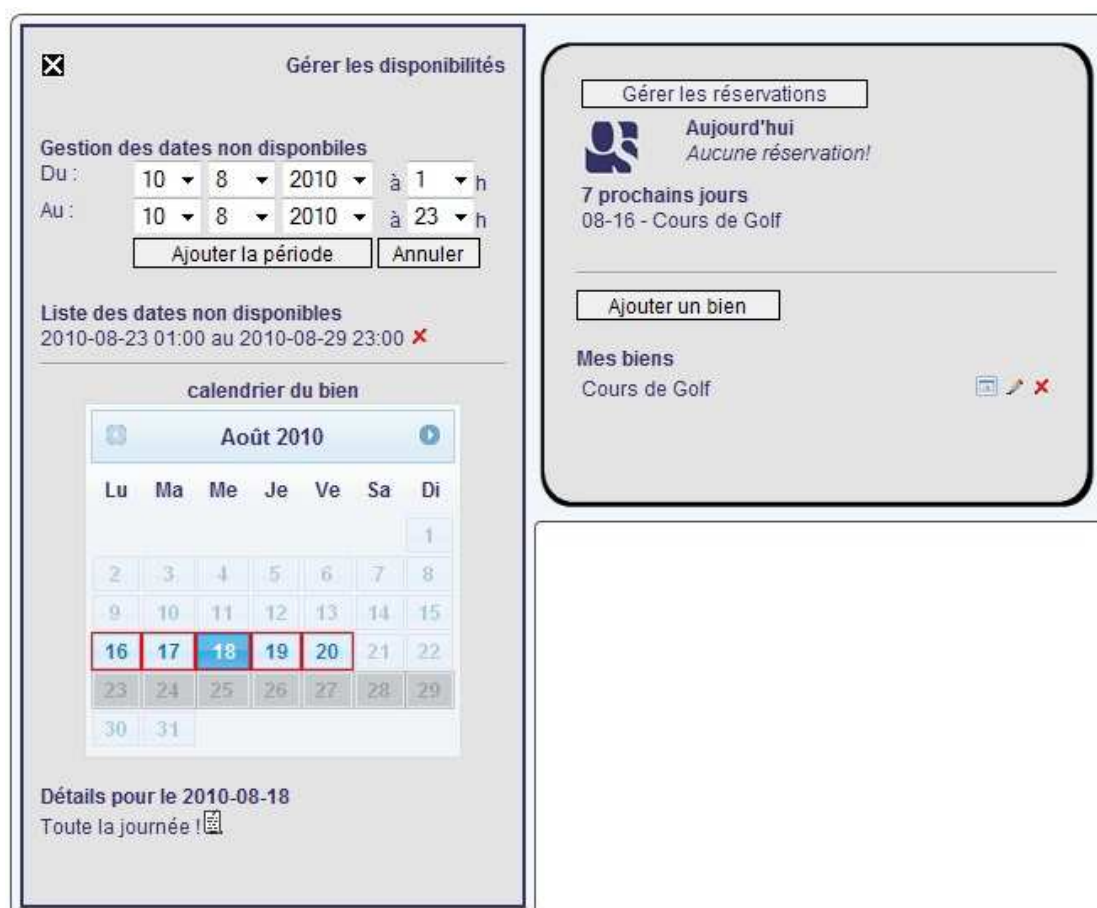 Gérer les disponibilités
Gestion des dates non disponbiles
Du : 10 8 2010 à 1 h
Au : 10 8 2010 à 23 h
Ajouter la période Annuler
Liste des dates non disponibles
2010-08-23 01:00 au 2010-08-29 23:00
calendrier du bien
Août 2010
Lu Ma Me Je Ve Sa Di
1
2 3 4 5 6 7 8
9 10 11 12 13 14 15
16 17 18 19 20 21 22
23 24 25 26 27 28 29
30 31
Détails pour le 2010-08-18
Toute la journée !
Gérer les réservations
Aujourd'hui
Aucune réservation!
7 prochains jours
08-16 - Cours de Golf
Ajouter un bien
Mes biens
Cours de Golf